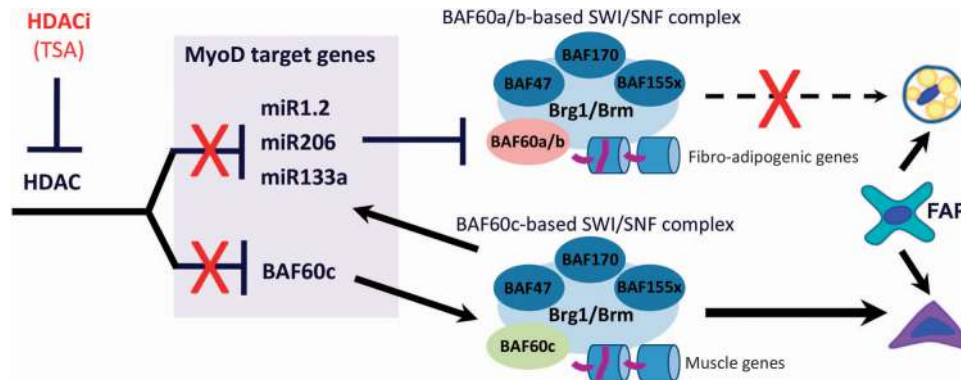 HDACi
(TSA)
HDAC
MyoD target genes
miR1.2
miR206
miR133a
BAF60c
BAF60a/b-based SWI/SNF complex
BAF170
BAF47
BAF155x
Brg1/Brm
BAF60a/b
Fibro-adipogenic genes
BAF60c-based SWI/SNF complex
BAF170
BAF47
BAF155x
Brg1/Brm
BAF60c
Muscle genes
FAP